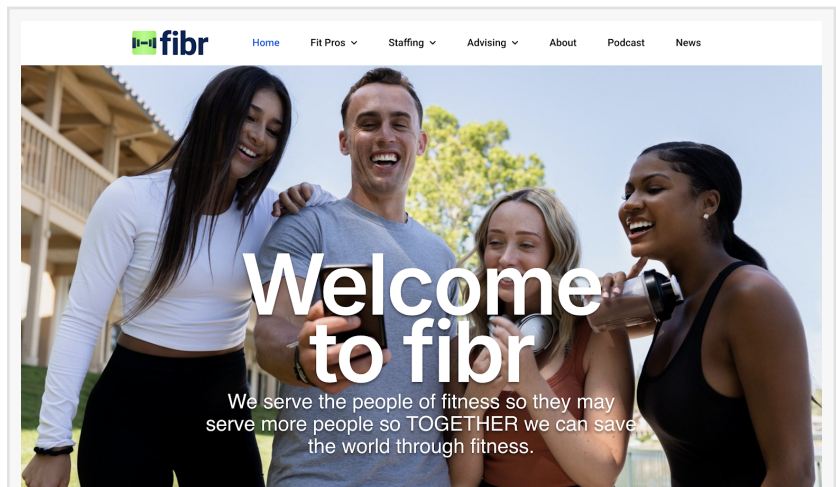 fibr
Home Fit Pros Staffing Advising About Podcast News
Welcome
to fibr
We serve the people of fitness so they may
serve more people so TOGETHER we can save
the world through fitness.